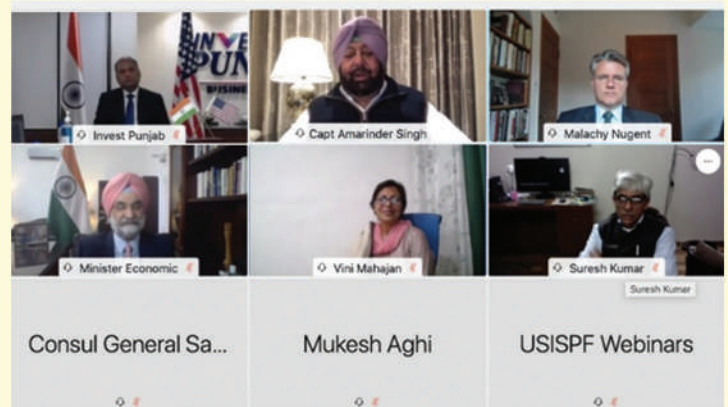 INVE
PUN
BUSINE
Invest Punjab
Capt Amarinder Singh
Malachy Nugent
Minister Economic
Vini Mahajan
Suresh Kumar
Suresh Kumar
Consul General Sa...
Mukesh Aghi
USISPF Webinars